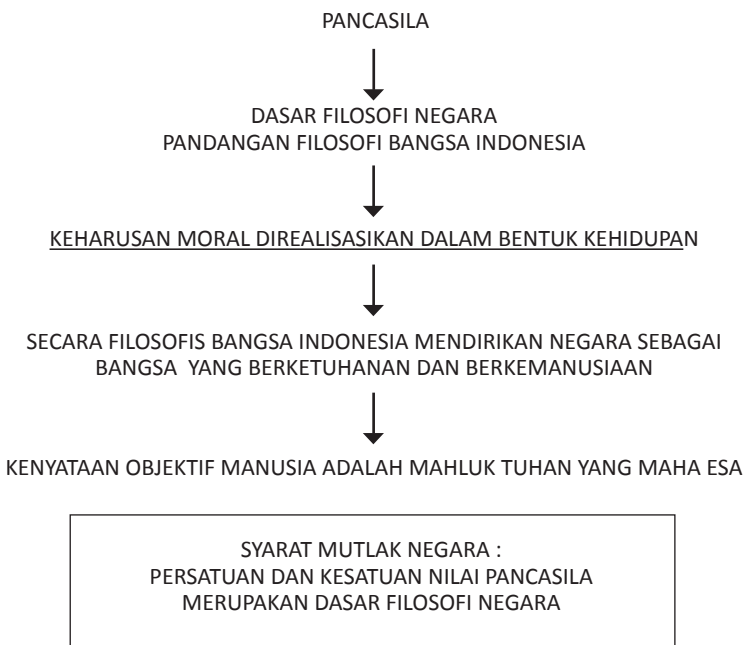 PANCASILA
DASAR FILOSOFI NEGARA
PANDANGAN FILOSOFI BANGSA INDONESIA
KEHARUSAN MORAL DIREALISASIKAN DALAM BENTUK KEHIDUPAN
SECARA FILOSOFIS BANGSA INDONESIA MENDIRIKAN NEGARA SEBAGAI
BANGSA YANG BERKETUHANAN DAN BERKEMANUSIAAN
KENYATAAN OBJEKTIF MANUSIA ADALAH MAHLUK TUHAN YANG MAHA ESA
SYARAT MUTLAK NEGARA :
PERSATUAN DAN KESATUAN NILAI PANCASILA
MERUPAKAN DASAR FILOSOFI NEGARA